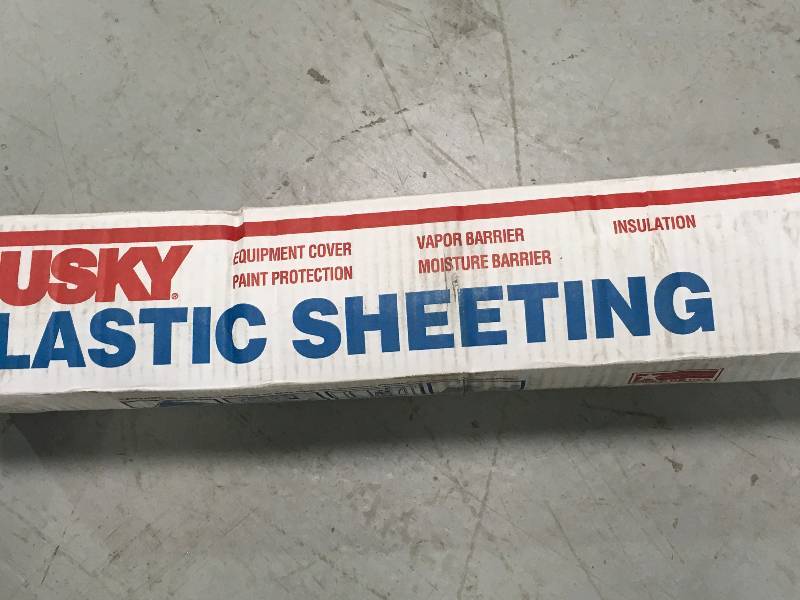 USKY®
EQUIPMENT COVER
PAINT PROTECTION
VAPOR BARRIER
MOISTURE BARRIER
INSULATION
LASTIC SHEETING